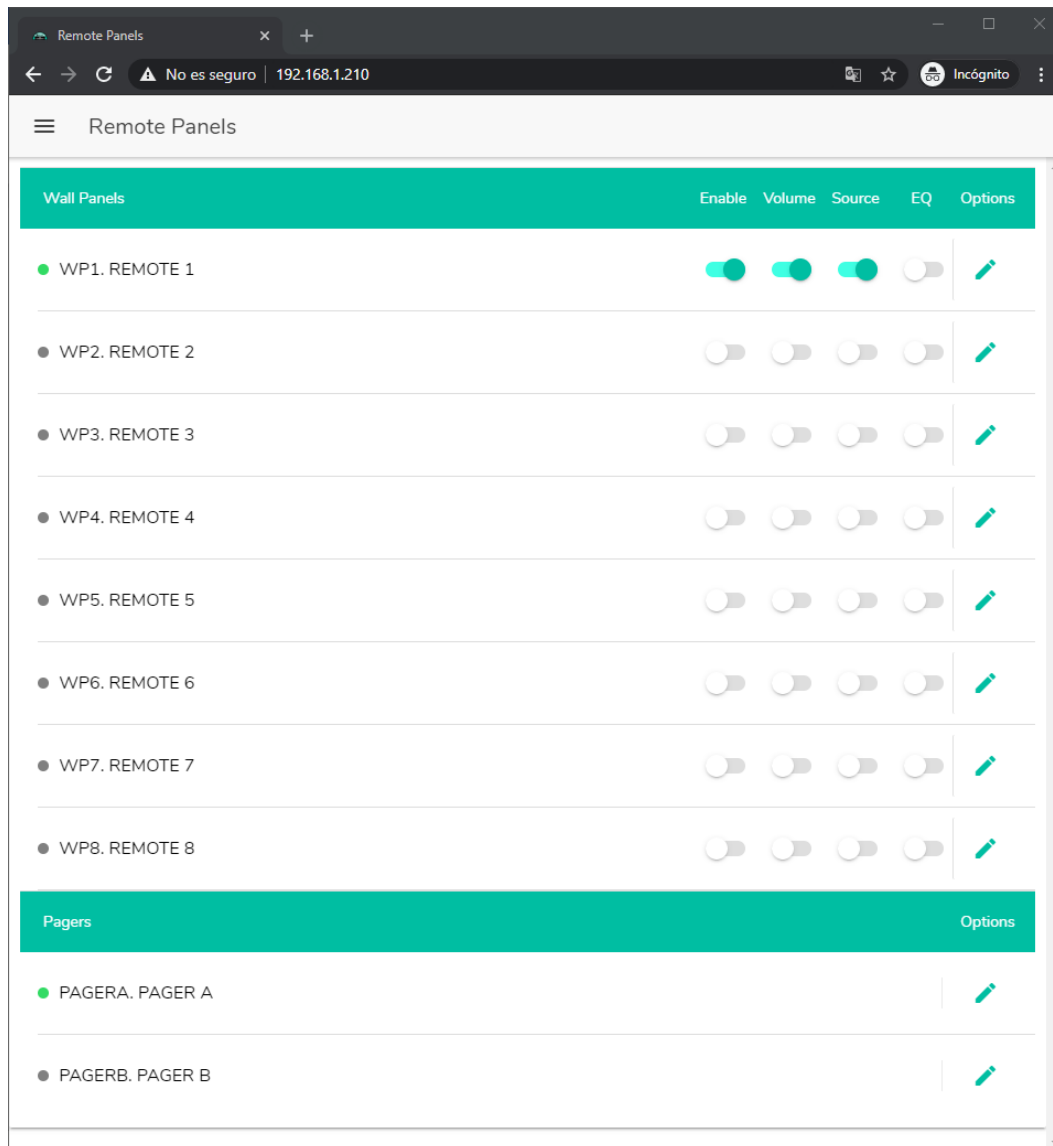 Remote Panels
No es seguro | 192.168.1.210
Incógnito
Remote Panels
Wall Panels Enable Volume Source EQ Options
WP1. REMOTE 1
WP2. REMOTE 2
WP3. REMOTE 3
WP4. REMOTE 4
WP5. REMOTE 5
WP6. REMOTE 6
WP7. REMOTE 7
WP8. REMOTE 8
Pagers Options
PAGERA. PAGER A
PAGERB. PAGER B